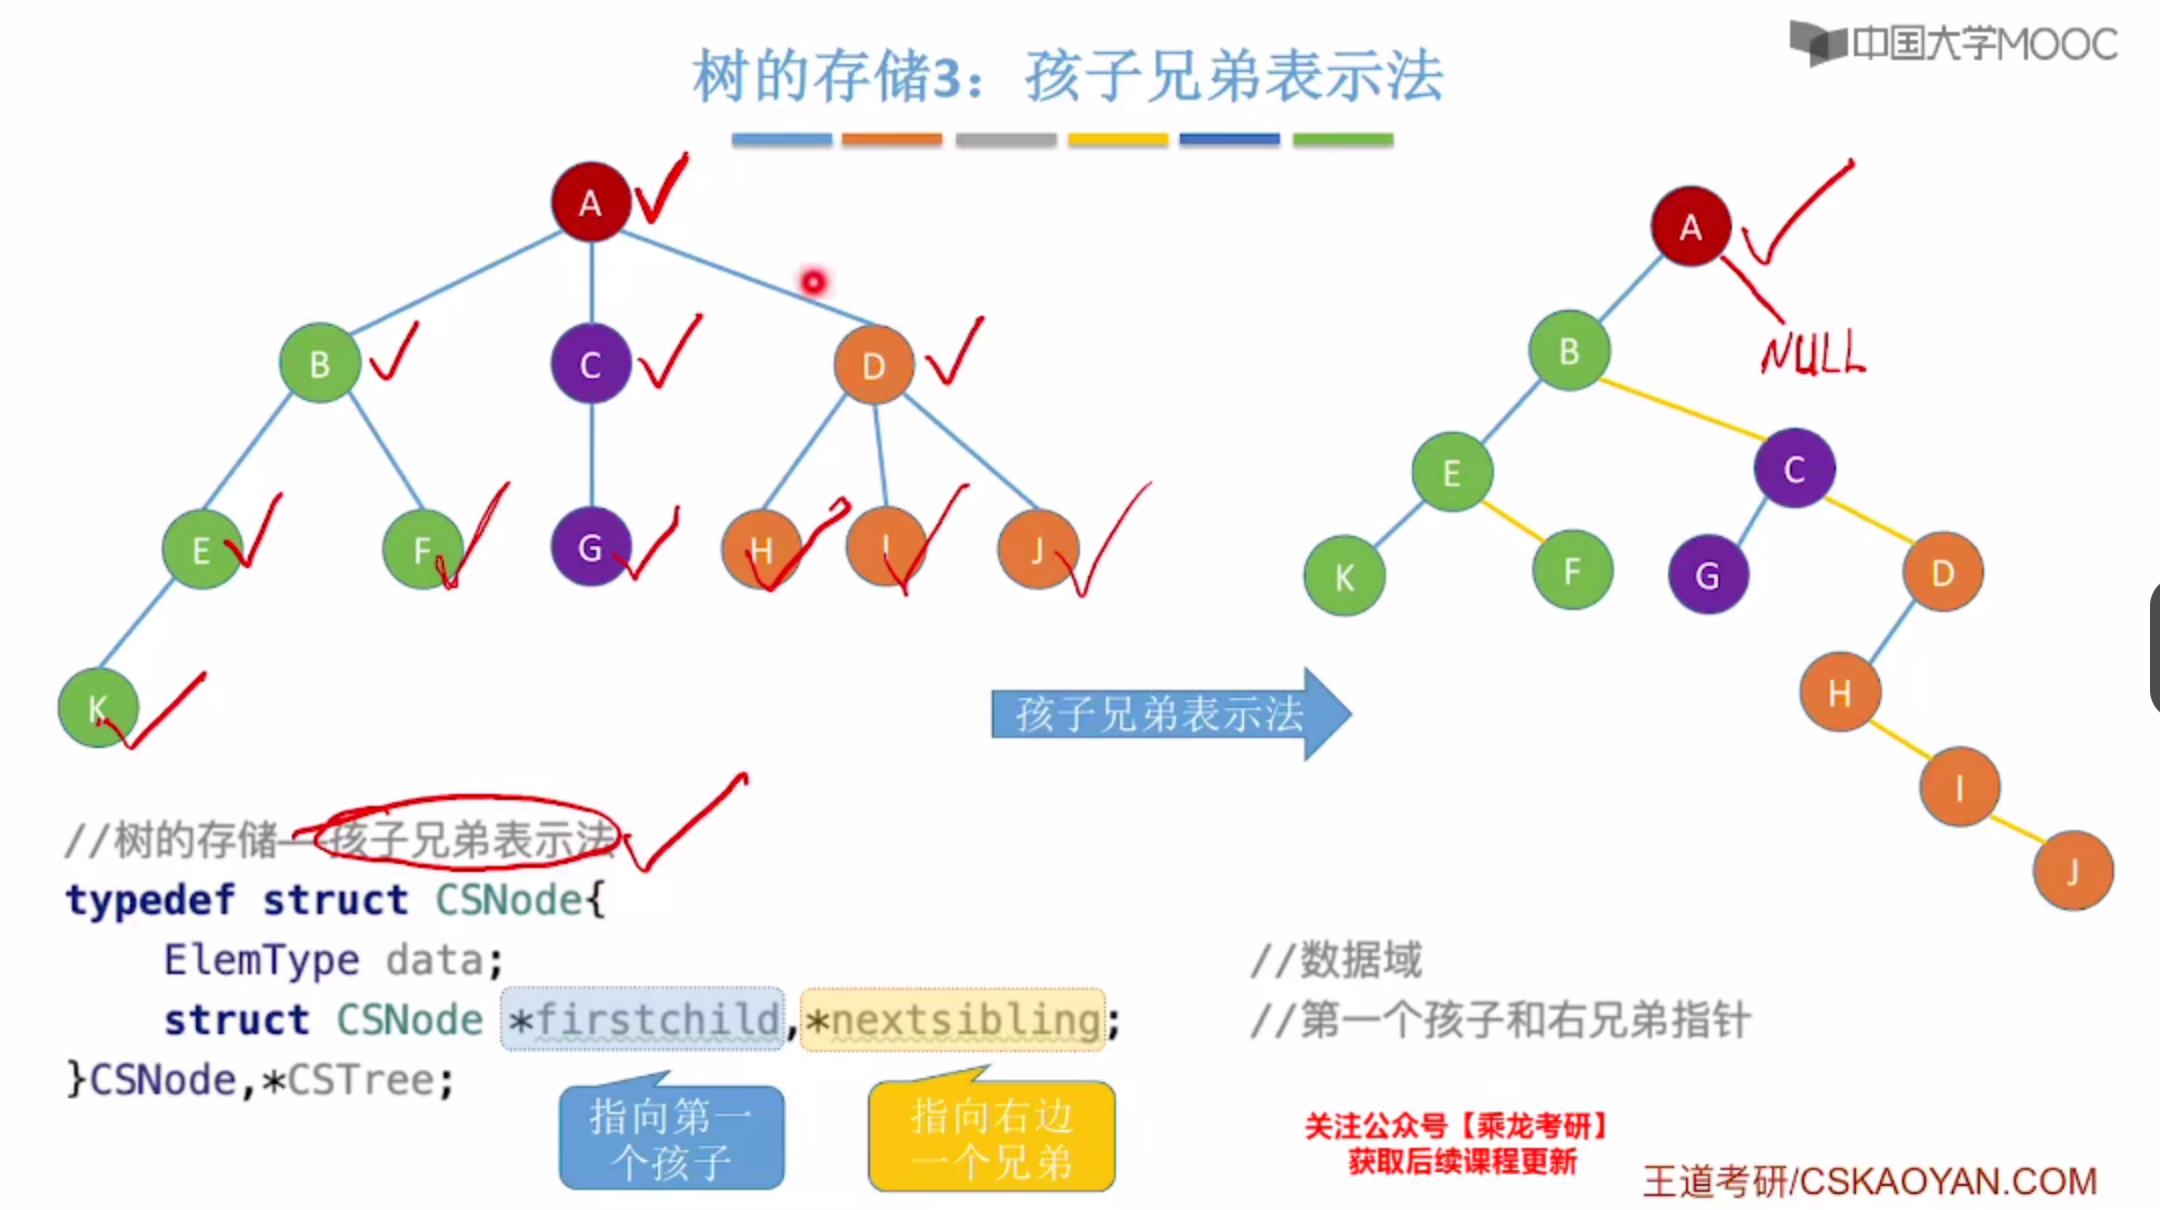 中国大学MOOC
树的存储3：孩子兄弟表示法
A
B
C
D
E
F
G
H
I
J
K
A
NULL
B
E
C
K
F
G
D
H
I
J
孩子兄弟表示法
//树的存储——孩子兄弟表示法
typedef struct CSNode{
ElemType data; //数据域
struct CSNode *firstchild,*nextsibling; //第一个孩子和右兄弟指针
}CSNode,*CSTree;
指向第一
个孩子
指向右边
一个兄弟
关注公众号【乘龙考研】
获取后续课程更新
王道考研/CSKAOYAN.COM